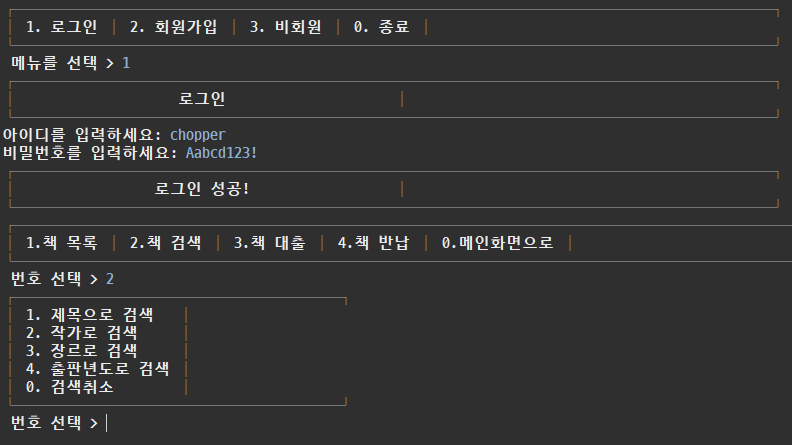 1. 로그인 | 2. 회원가입 | 3. 비회원 | 0. 종료 |
메뉴를 선택 > 1
로그인
아이디를 입력하세요: chopper
비밀번호를 입력하세요: Aabcd123!
로그인 성공!
1.책 목록 | 2.책 검색 | 3.책 대출 | 4.책 반납 | 0.메인화면으로 |
번호 선택 > 2
1. 제목으로 검색
2. 작가로 검색
3. 장르로 검색
4. 출판년도로 검색
0. 검색취소
번호 선택 >